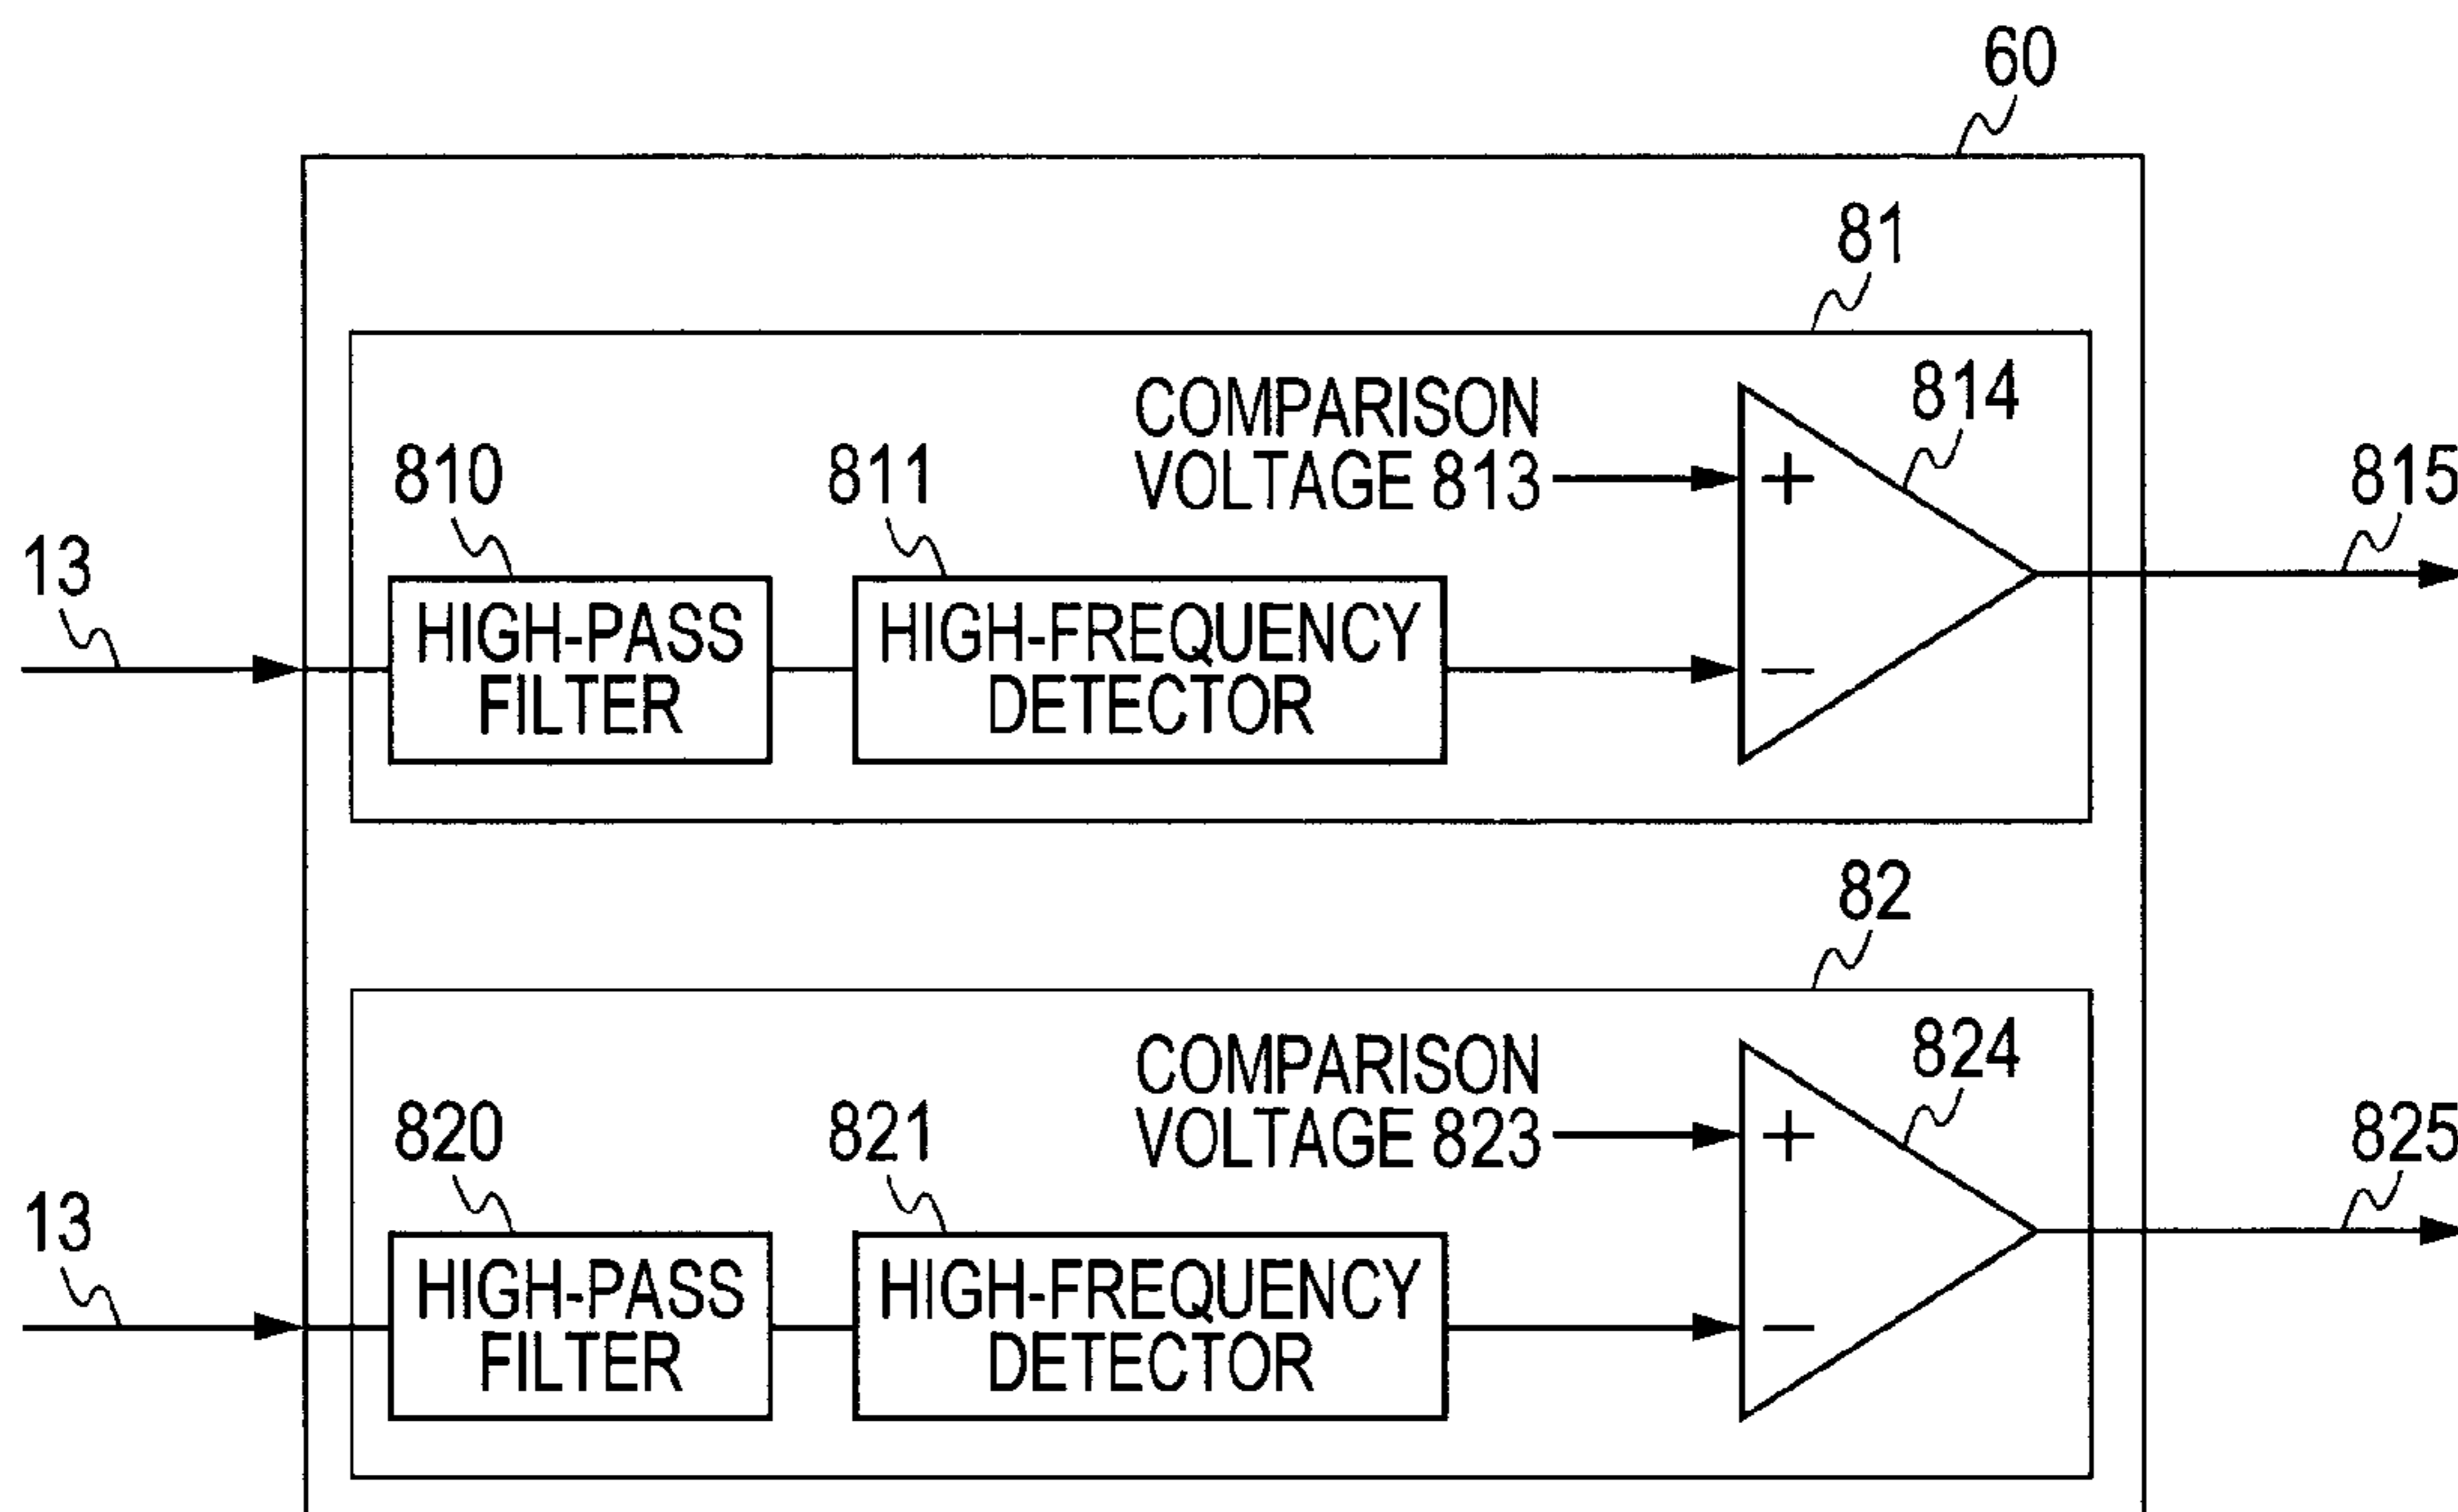 60
81
COMPARISON
VOLTAGE 813
814
810
811
815
13
+
HIGH-PASS
FILTER
HIGH-FREQUENCY
DETECTOR
−
82
COMPARISON
VOLTAGE 823
824
820
821
825
13
+
HIGH-PASS
FILTER
HIGH-FREQUENCY
DETECTOR
−